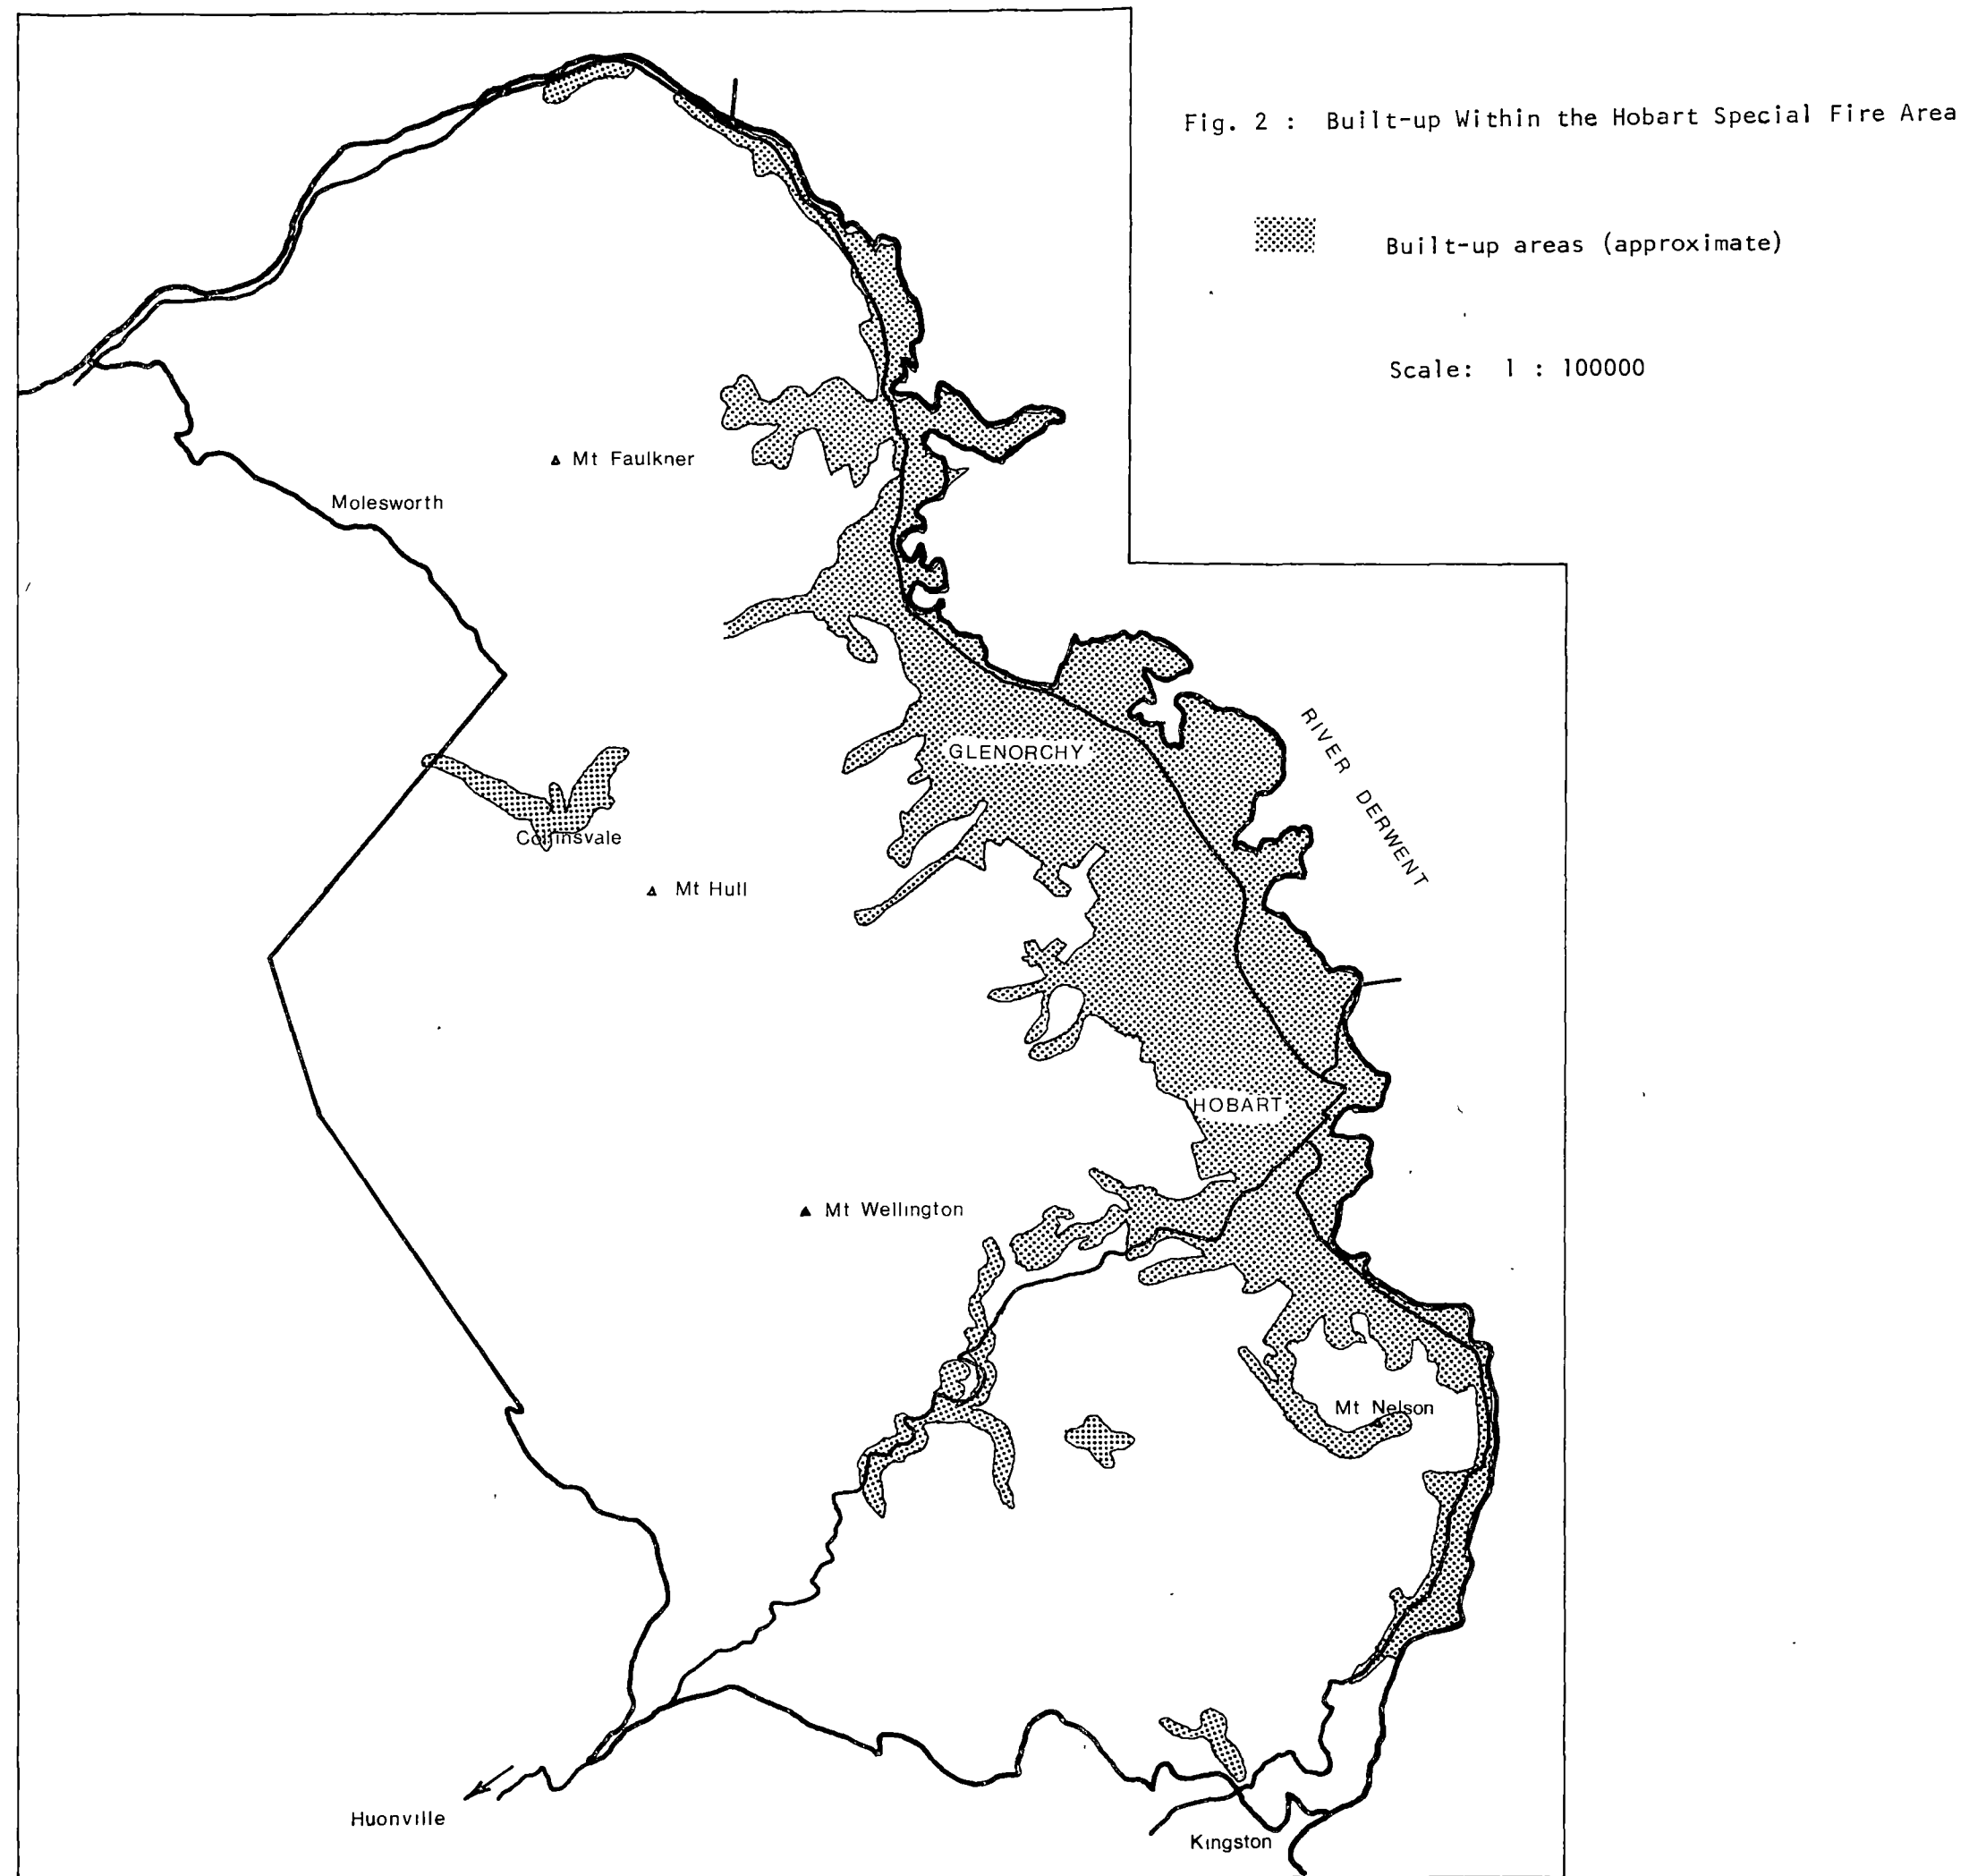 Fig. 2 : Built-up Within the Hobart Special Fire Area
Built-up areas (approximate)
Scale: 1 : 100000
Mt Faulkner
Molesworth
GLENORCHY
RIVER DERWENT
Collinsvale
Mt Hull
HOBART
Mt Wellington
Mt Nelson
Huonville
Kingston